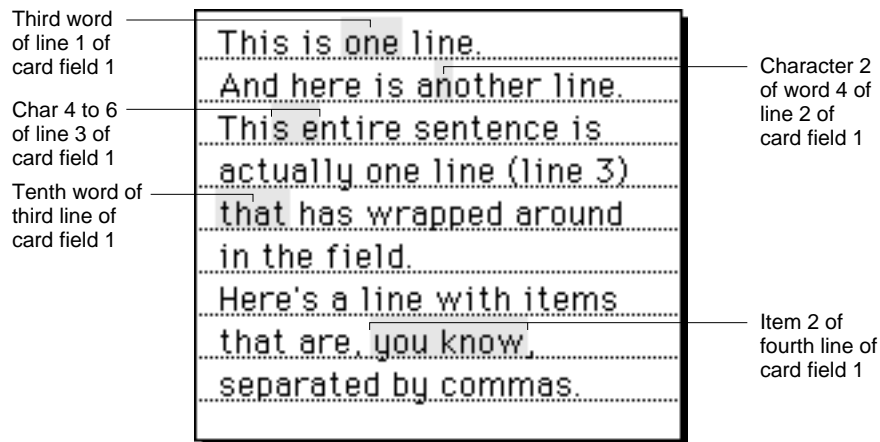 Third word
of line 1 of
card field 1
This is one line.
And here is another line.
Character 2
of word 4 of
line 2 of
card field 1
Char 4 to 6
of line 3 of
card field 1
This entire sentence is
actually one line (line 3)
Tenth word of
third line of
card field 1
that has wrapped around
in the field.
Here's a line with items
that are, you know,
separated by commas.
Item 2 of
fourth line of
card field 1